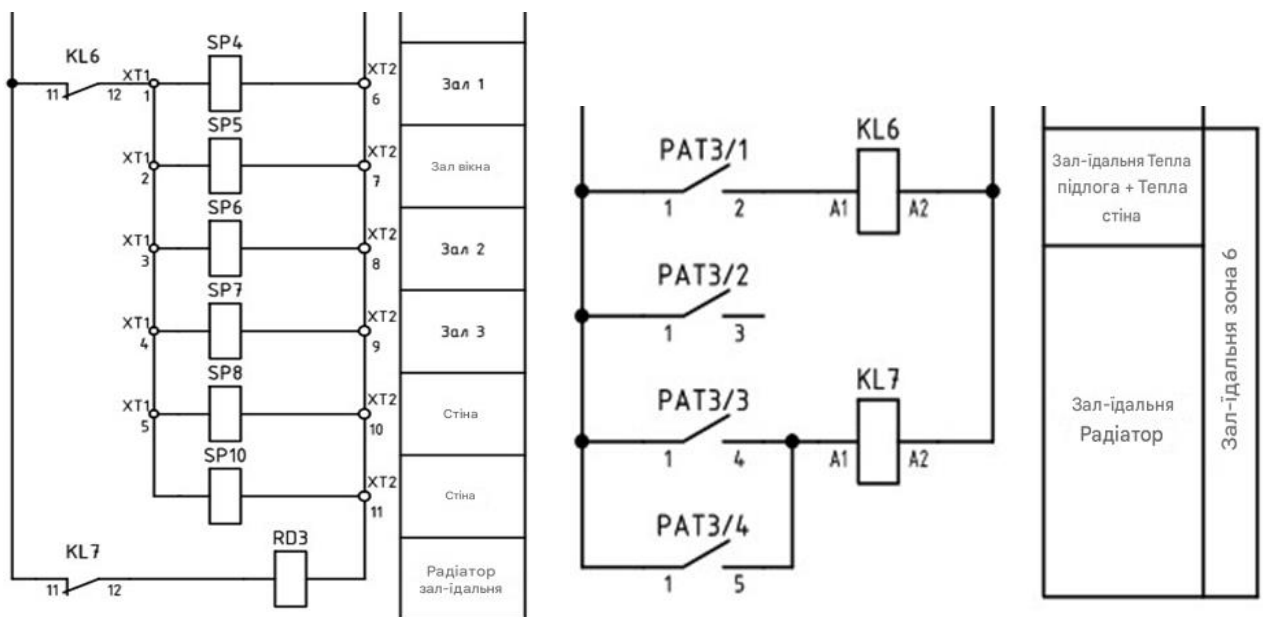 SP4
KL6
XT1
XT2
11
12
1
6
Зал 1
SP5
XT1
XT2
2
7
Зал вікна
SP6
XT1
XT2
3
8
Зал 2
SP7
XT1
XT2
4
9
Зал 3
SP8
XT1
XT2
5
10
Стіна
SP10
XT2
11
Стіна
KL7
RD3
11
12
Радіатор
зал-їдальня
PAT3/1
KL6
1
2
A1
A2
Зал-їдальня Тепла
підлога + Тепла
стіна
PAT3/2
1
3
PAT3/3
KL7
1
4
A1
A2
Зал-їдальня
Радіатор
PAT3/4
1
5
Зал-їдальня зона 6